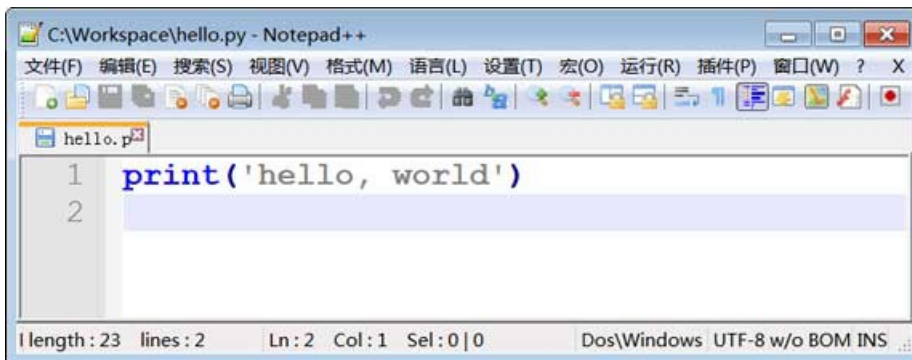 C:\Workspace\hello.py - Notepad++
文件(F) 编辑(E) 搜索(S) 视图(V) 格式(M) 语言(L) 设置(T) 宏(O) 运行(R) 插件(P) 窗口(W) ? X
hello.p
1 print('hello, world')
2
length : 23 lines : 2 Ln : 2 Col : 1 Sel : 0 | 0 Dos\Windows UTF-8 w/o BOM INS